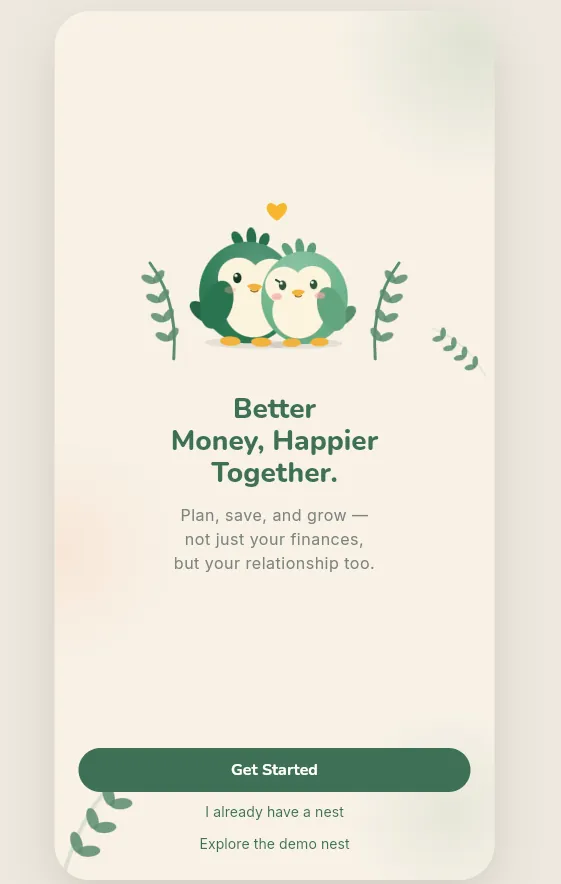 Better
Money, Happier
Together.
Plan, save, and grow —
not just your finances,
but your relationship too.
Get Started
I already have a nest
Explore the demo nest